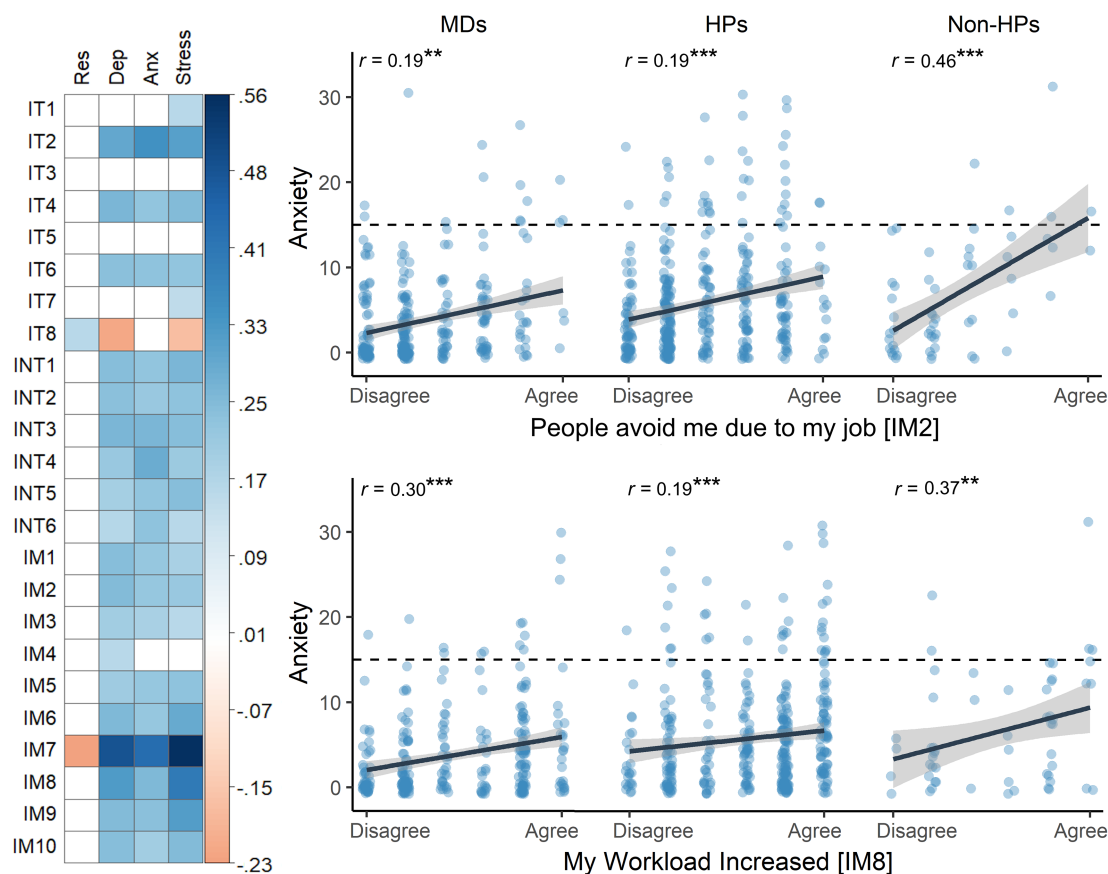 Res Dep Anx Stress
IT1
IT2
IT3
IT4
IT5
IT6
IT7
IT8
INT1
INT2
INT3
INT4
INT5
INT6
IM1
IM2
IM3
IM4
IM5
IM6
IM7
IM8
IM9
IM10
.56
.48
.41
.33
.25
.17
.09
.01
-.07
-.15
-.23
MDs HPs Non-HPs
r = 0.19** r = 0.19*** r = 0.46***
Anxiety
30
20
10
0
Disagree Agree Disagree Agree Disagree Agree
People avoid me due to my job [IM2]
r = 0.30*** r = 0.19*** r = 0.37**
Anxiety
30
20
10
0
Disagree Agree Disagree Agree Disagree Agree
My Workload Increased [IM8]